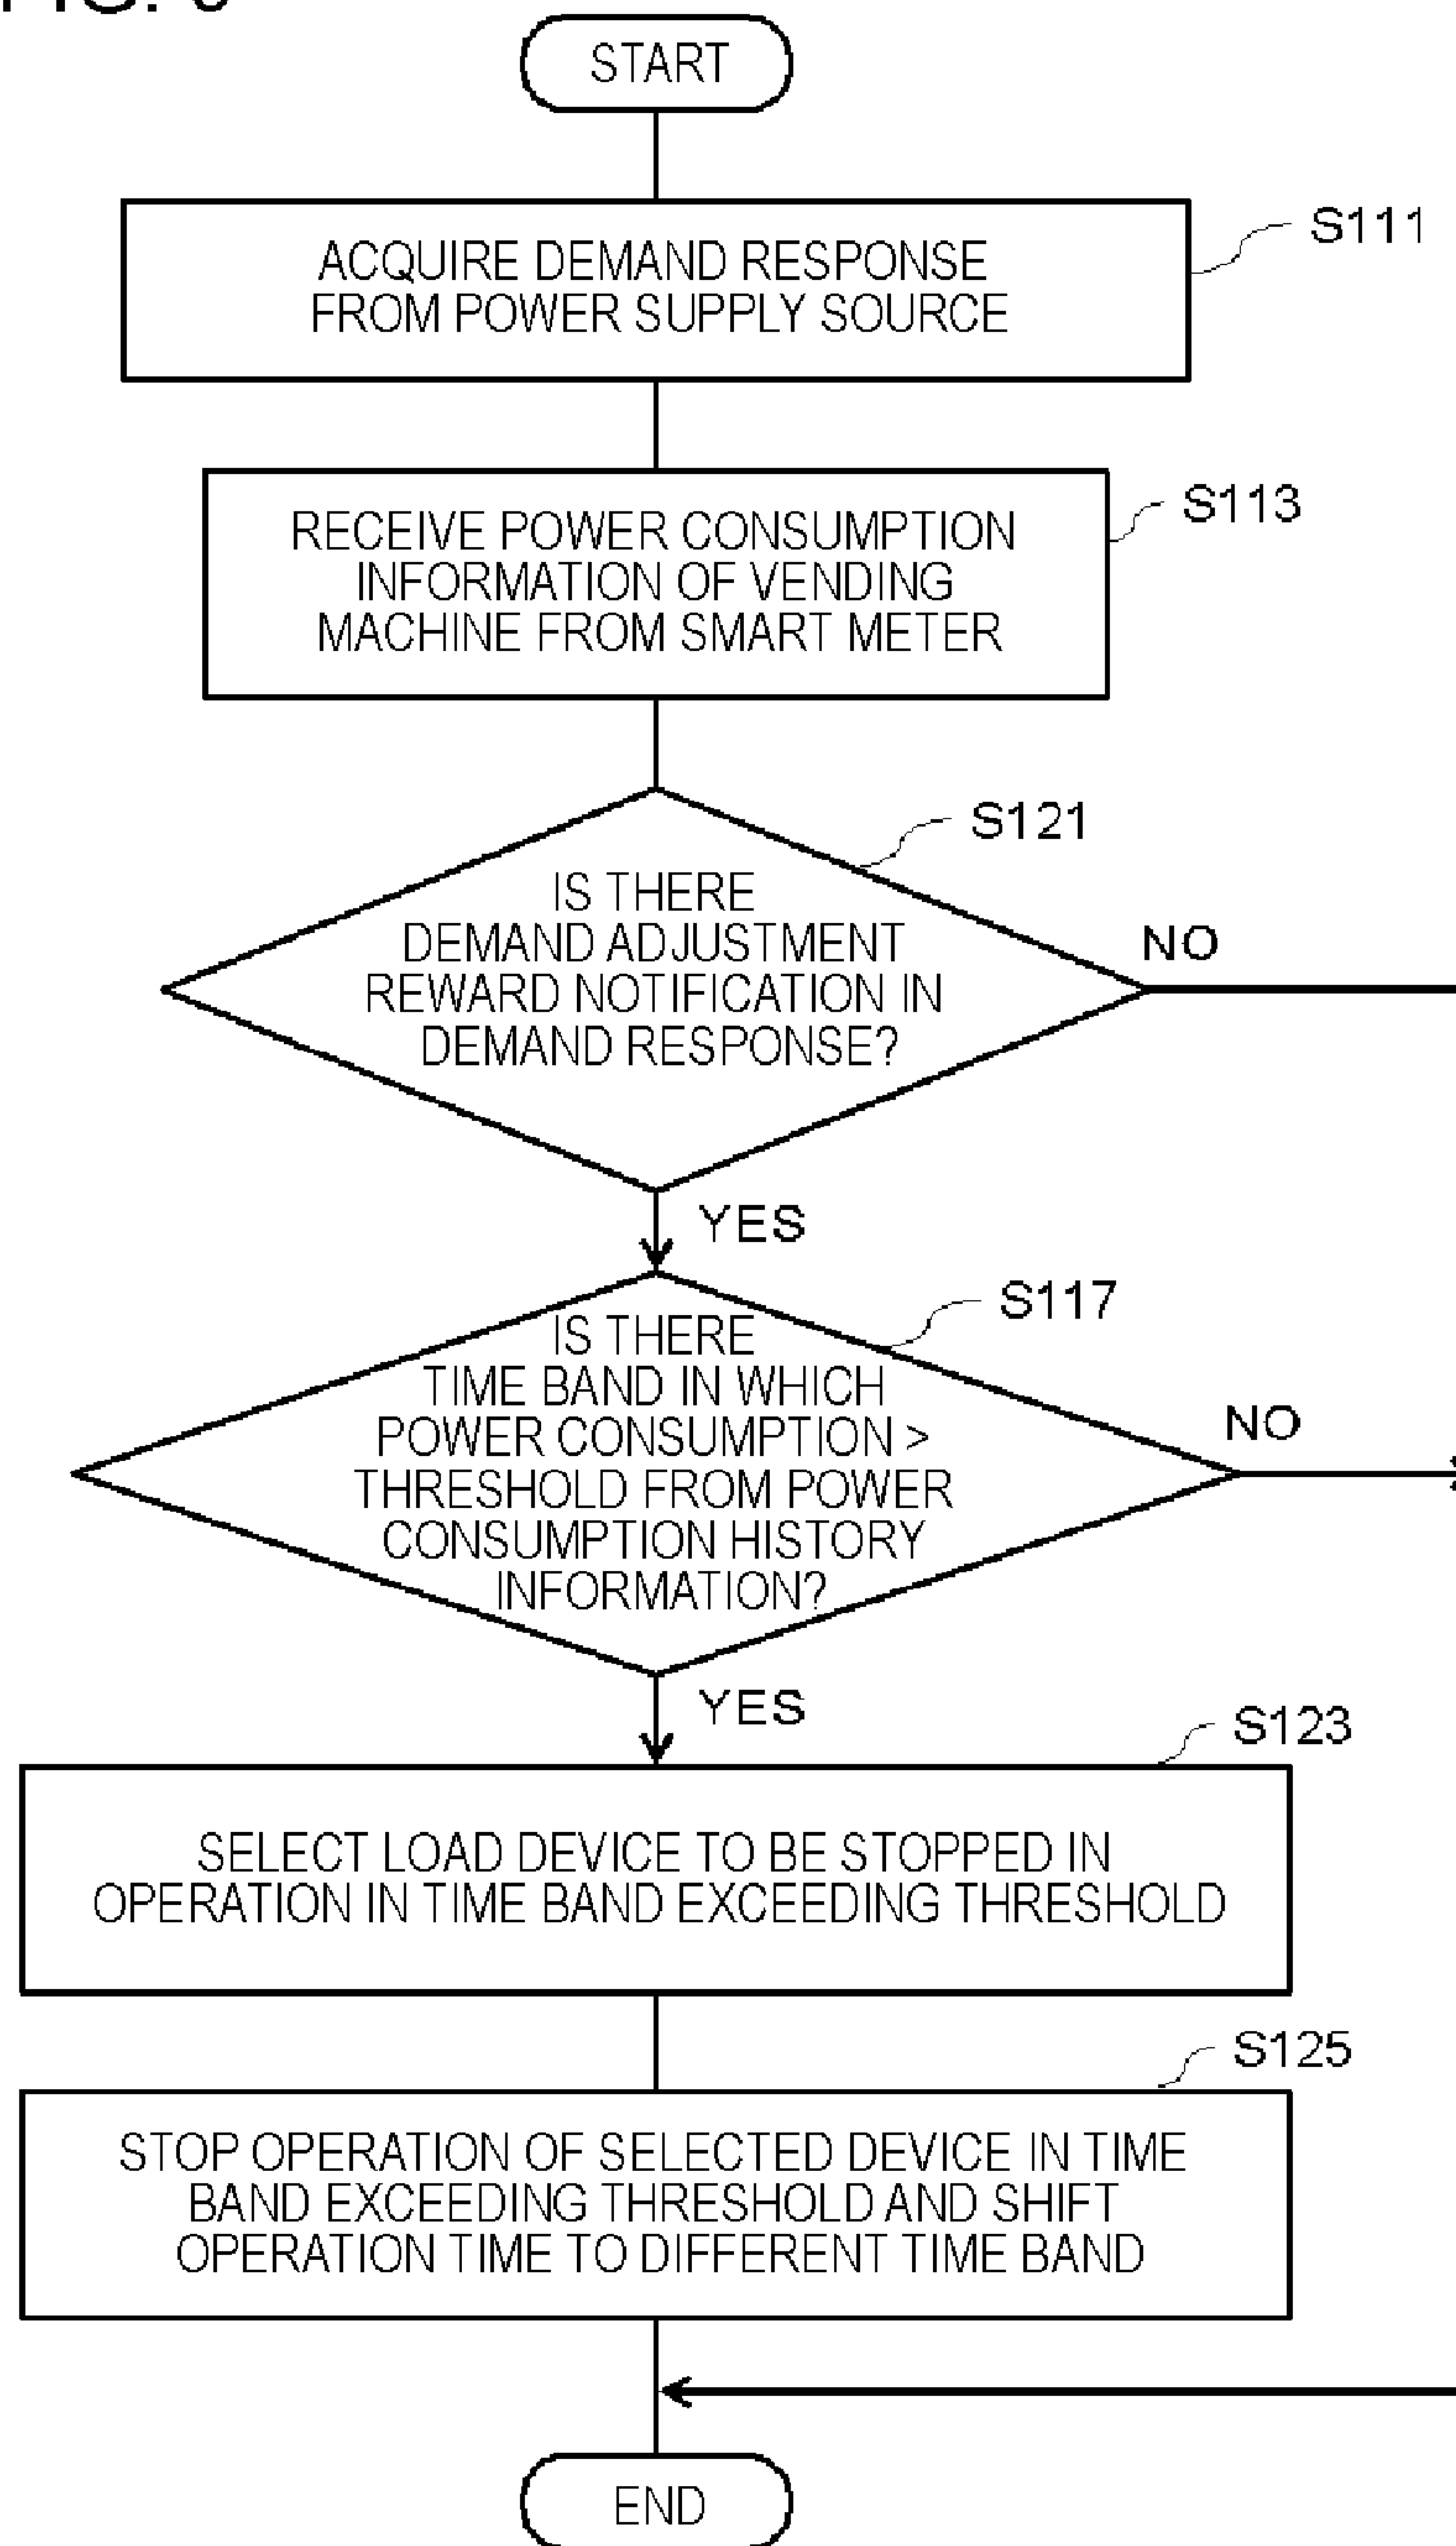 START
ACQUIRE DEMAND RESPONSE
FROM POWER SUPPLY SOURCE
S111
RECEIVE POWER CONSUMPTION
INFORMATION OF VENDING
MACHINE FROM SMART METER
S113
IS THERE
DEMAND ADJUSTMENT
REWARD NOTIFICATION IN
DEMAND RESPONSE?
S121
NO
YES
IS THERE
TIME BAND IN WHICH
POWER CONSUMPTION >
THRESHOLD FROM POWER
CONSUMPTION HISTORY
INFORMATION?
S117
NO
YES
S123
SELECT LOAD DEVICE TO BE STOPPED IN
OPERATION IN TIME BAND EXCEEDING THRESHOLD
S125
STOP OPERATION OF SELECTED DEVICE IN TIME
BAND EXCEEDING THRESHOLD AND SHIFT
OPERATION TIME TO DIFFERENT TIME BAND
END